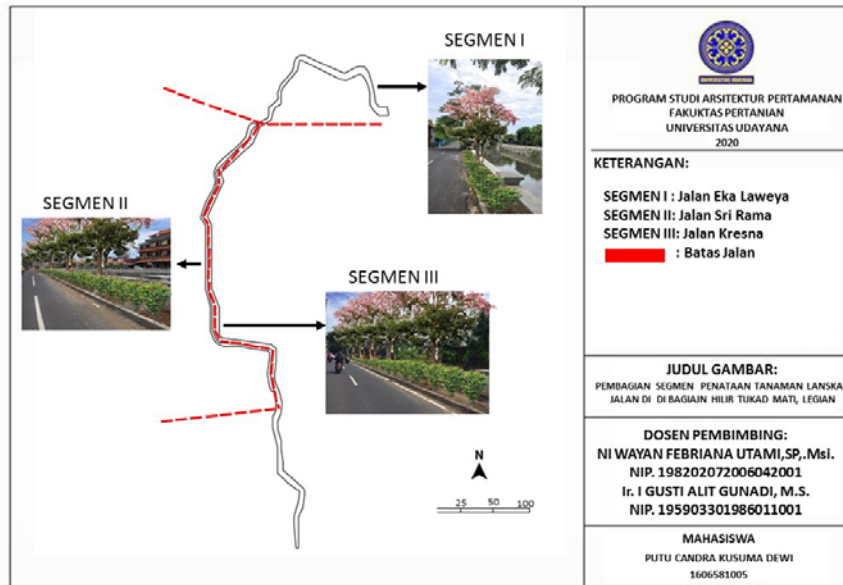 SEGMEN I
SEGMEN II
SEGMEN III
N
25 50 100
UNIVERSITAS UDAYANA
PROGRAM STUDI ARSITEKTUR PERTAMANAN
FAKUKTAS PERTANIAN
UNIVERSITAS UDAYANA
2020
KETERANGAN:
SEGMEN I : Jalan Eka Laweya
SEGMEN II: Jalan Sri Rama
SEGMEN III: Jalan Kresna
: Batas Jalan
JUDUL GAMBAR:
PEMBAGIAN SEGMEN PENATAAN TANAMAN LANSKA
JALAN DI DI BAGIAJN HILIR TUKAD MATI, LEGIAN
DOSEN PEMBIMBING:
NI WAYAN FEBRIANA UTAMI,SP,.Msi.
NIP. 198202072006042001
Ir. I GUSTI ALIT GUNADI, M.S.
NIP. 195903301986011001
MAHASISWA
PUTU CANDRA KUSUMA DEWI
1606581005